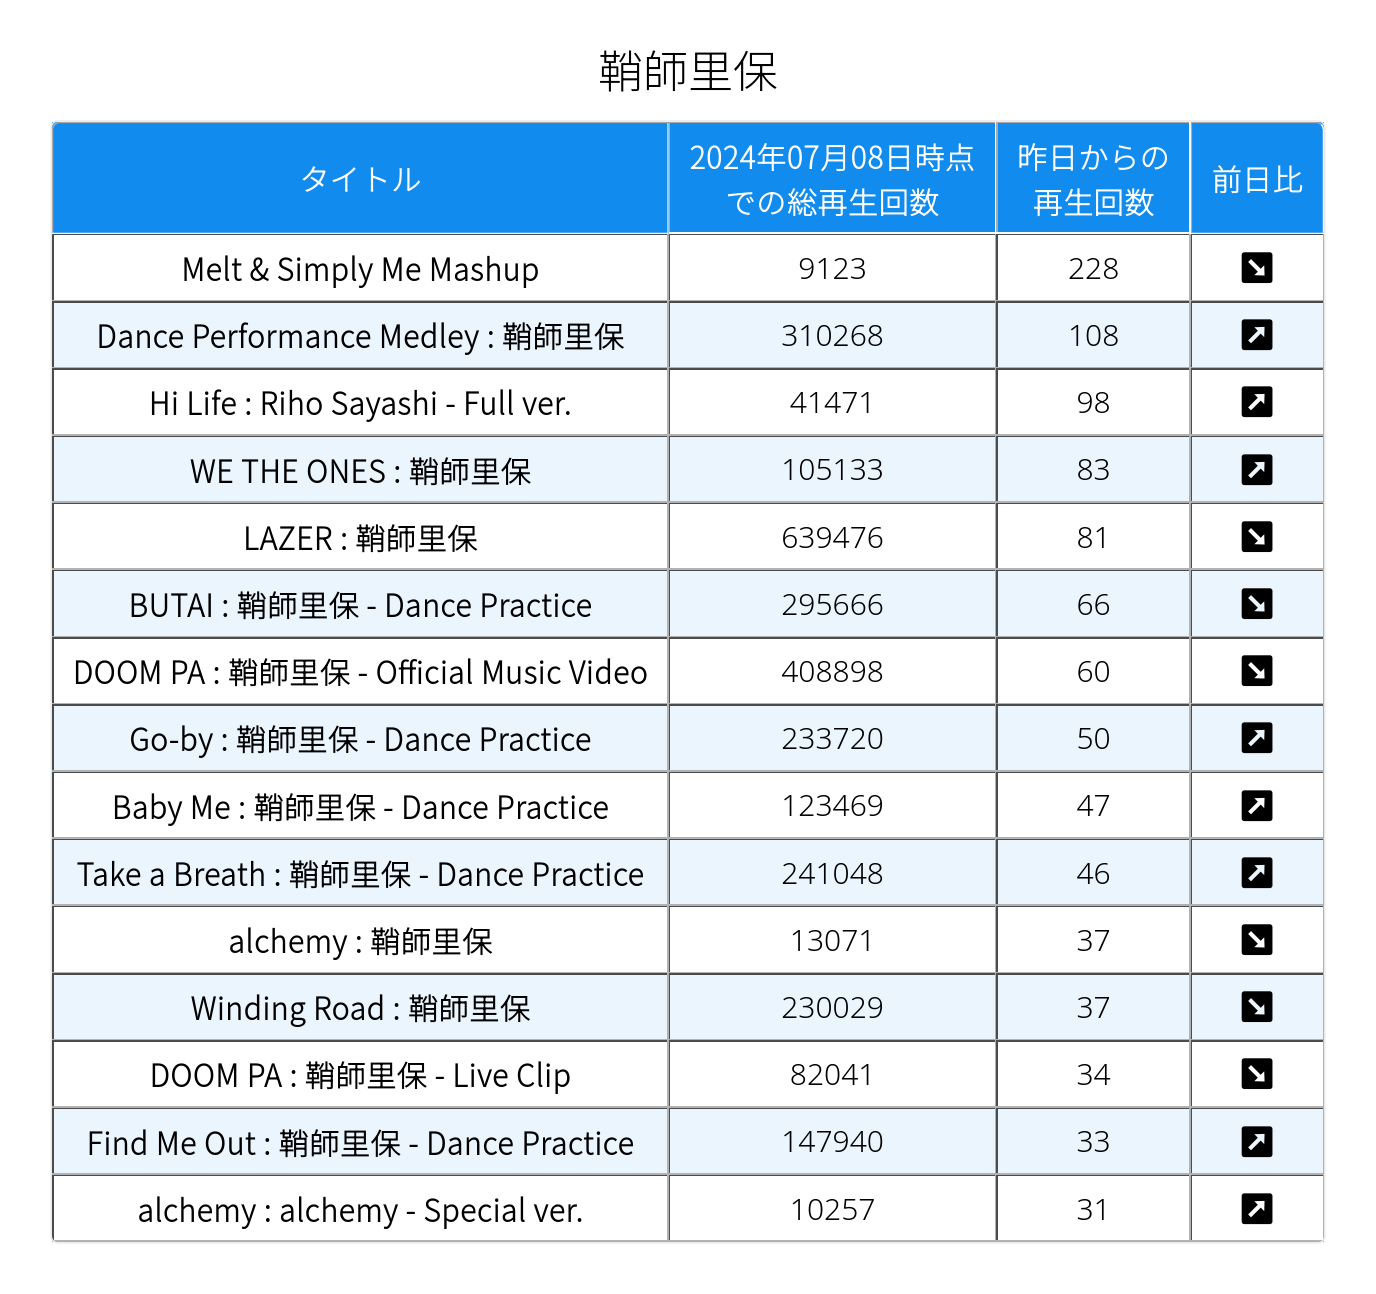 鞘師里保
タイトル
2024年07月08日時点
での総再生回数
昨日からの
再生回数
前日比
Melt & Simply Me Mashup 9123 228 ↘
Dance Performance Medley : 鞘師里保 310268 108 ↗
Hi Life : Riho Sayashi - Full ver. 41471 98 ↗
WE THE ONES : 鞘師里保 105133 83 ↗
LAZER : 鞘師里保 639476 81 ↘
BUTAI : 鞘師里保 - Dance Practice 295666 66 ↘
DOOM PA : 鞘師里保 - Official Music Video 408898 60 ↘
Go-by : 鞘師里保 - Dance Practice 233720 50 ↗
Baby Me : 鞘師里保 - Dance Practice 123469 47 ↗
Take a Breath : 鞘師里保 - Dance Practice 241048 46 ↗
alchemy : 鞘師里保 13071 37 ↘
Winding Road : 鞘師里保 230029 37 ↘
DOOM PA : 鞘師里保 - Live Clip 82041 34 ↘
Find Me Out : 鞘師里保 - Dance Practice 147940 33 ↗
alchemy : alchemy - Special ver. 10257 31 ↗